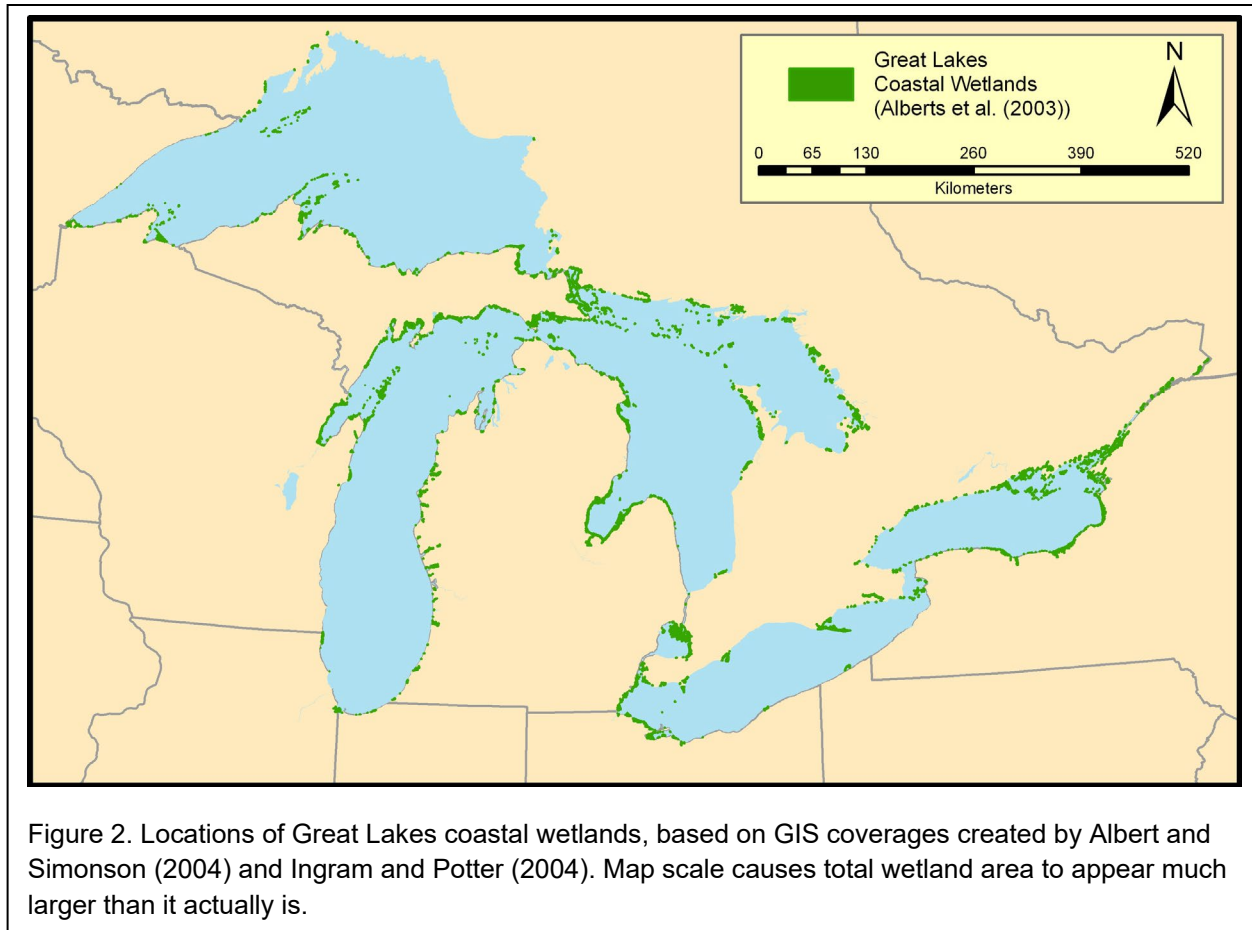 Great Lakes
Coastal Wetlands
(Alberts et al. (2003))
N
0 65 130 260 390 520
Kilometers
Figure 2. Locations of Great Lakes coastal wetlands, based on GIS coverages created by Albert and
Simonson (2004) and Ingram and Potter (2004). Map scale causes total wetland area to appear much
larger than it actually is.